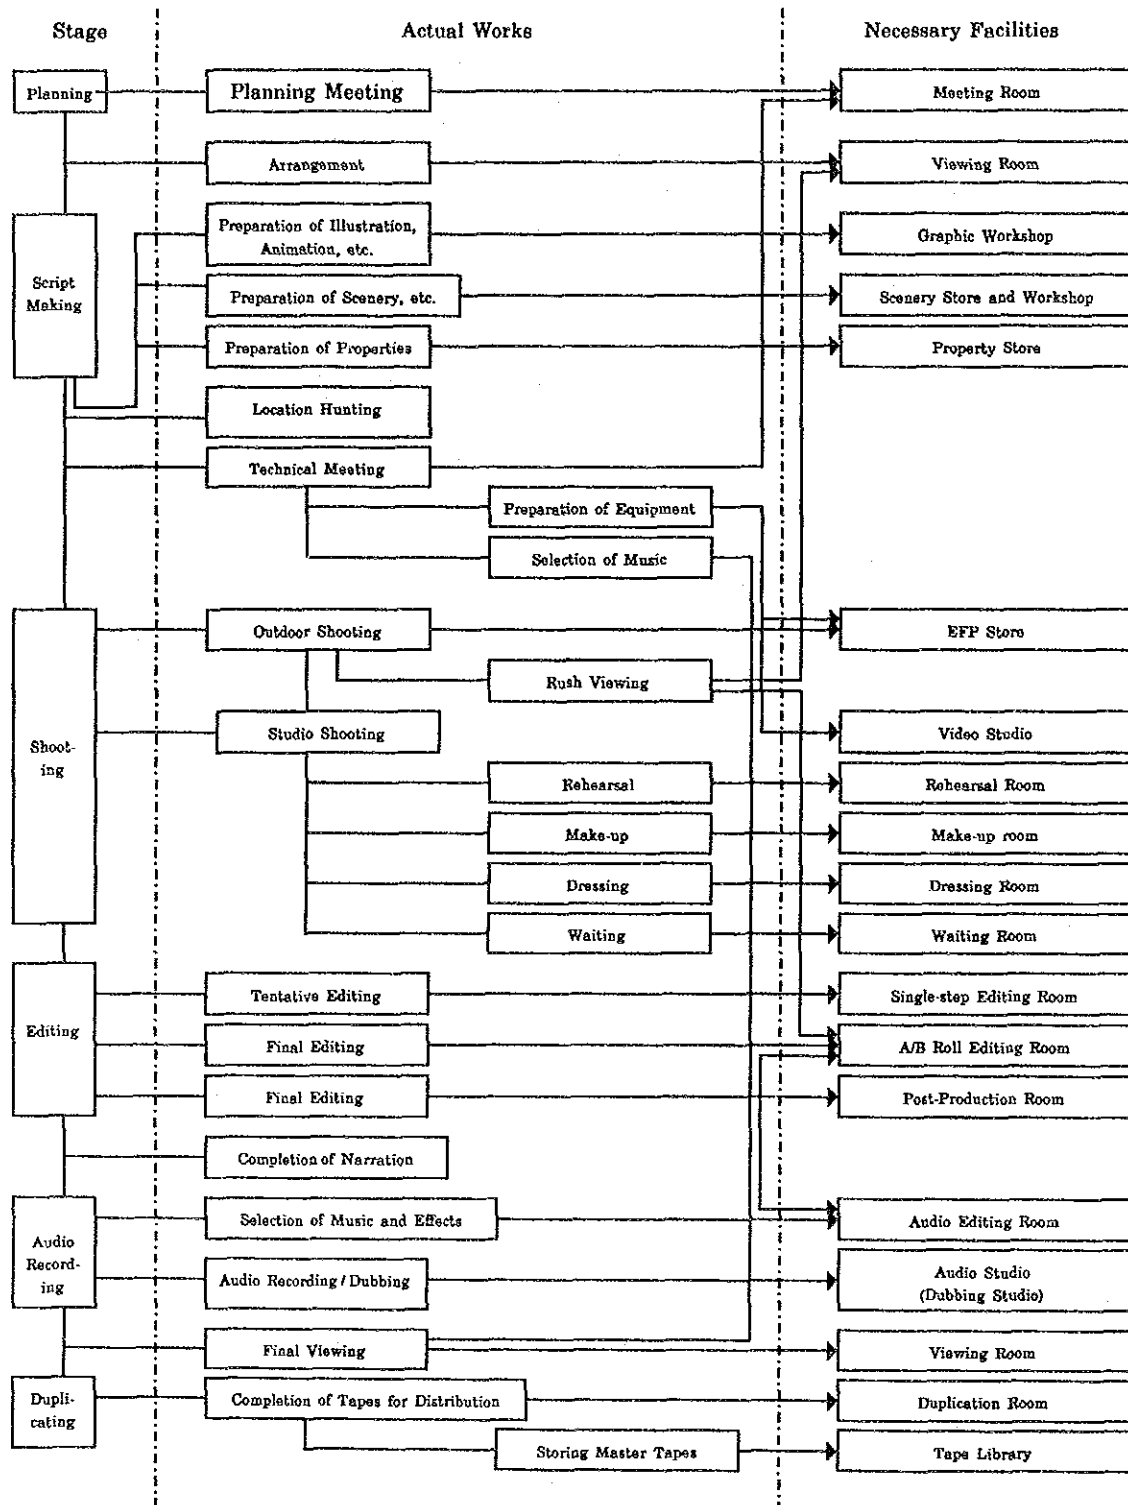 Stage
Actual Works
Necessary Facilities
Planning
Planning Meeting
Meeting Room
Arrangement
Viewing Room
Preparation of Illustration,
Animation, etc.
Graphic Workshop
Script
Making
Preparation of Scenery, etc.
Scenery Store and Workshop
Preparation of Properties
Property Store
Location Hunting
Technical Meeting
Preparation of Equipment
Selection of Music
Outdoor Shooting
EFP Store
Rush Viewing
Shoot-
ing
Studio Shooting
Video Studio
Rehearsal
Rehearsal Room
Make-up
Make-up room
Dressing
Dressing Room
Waiting
Waiting Room
Editing
Tentative Editing
Single-step Editing Room
Final Editing
A/B Roll Editing Room
Final Editing
Post-Production Room
Completion of Narration
Audio
Record-
ing
Selection of Music and Effects
Audio Editing Room
Audio Recording / Dubbing
Audio Studio
(Dubbing Studio)
Final Viewing
Viewing Room
Dupli-
cating
Completion of Tapes for Distribution
Duplication Room
Storing Master Tapes
Tape Library